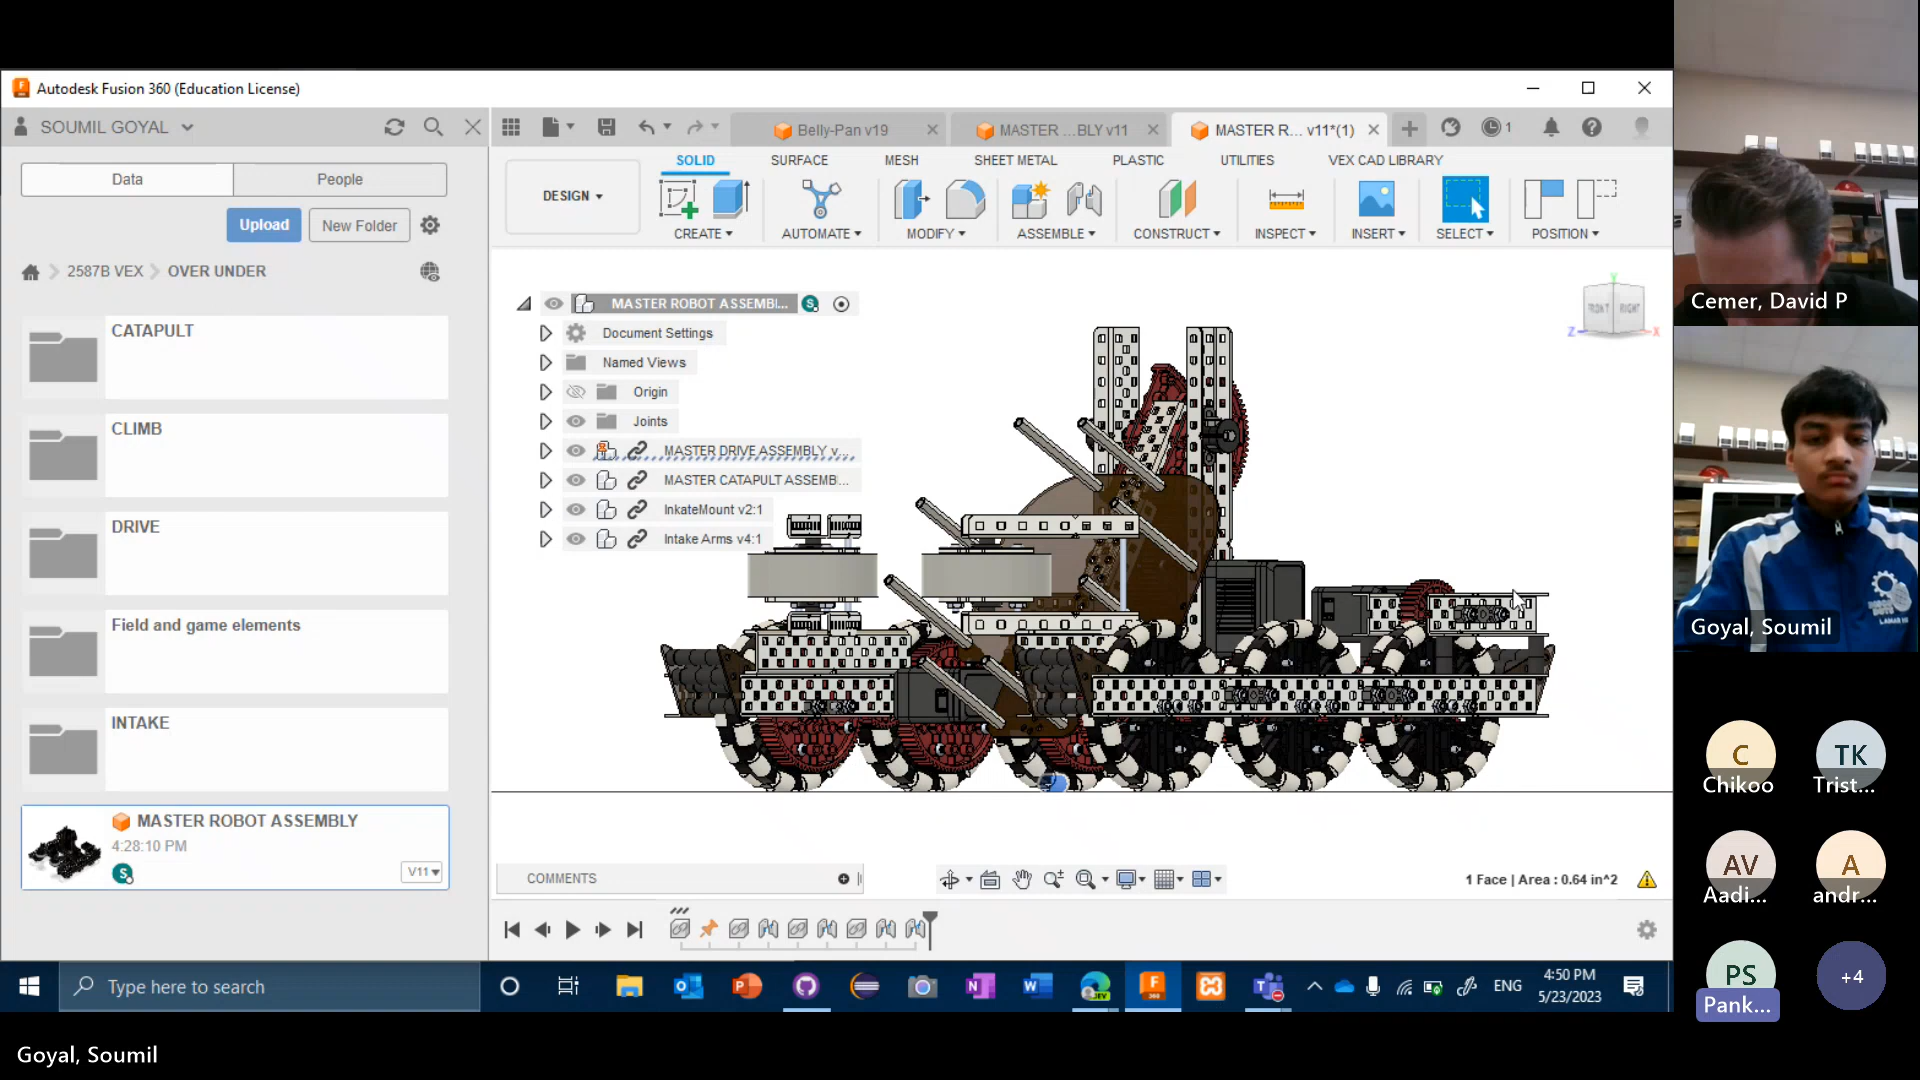 Autodesk Fusion 360 (Education License)
SOUMIL GOYAL
Belly-Pan v19
MASTER ...BLY v11
MASTER R... v11*(1)
1
Data
People
Upload
New Folder
2587B VEX
OVER UNDER
CATAPULT
CLIMB
DRIVE
Field and game elements
INTAKE
MASTER ROBOT ASSEMBLY
4:28:10 PM
S
V11
DESIGN
SOLID
SURFACE
MESH
SHEET METAL
PLASTIC
UTILITIES
VEX CAD LIBRARY
CREATE
AUTOMATE
MODIFY
ASSEMBLE
CONSTRUCT
INSPECT
INSERT
SELECT
POSITION
MASTER ROBOT ASSEMBL...
S
Document Settings
Named Views
Origin
Joints
MASTER DRIVE ASSEMBLY v...
MASTER CATAPULT ASSEMB...
InkateMount v2:1
Intake Arms v4:1
Y
FRONT
RIGHT
Z
X
COMMENTS
1 Face | Area : 0.64 in^2
Type here to search
ENG
4:50 PM
5/23/2023
Goyal, Soumil
Cemer, David P
Goyal, Soumil
C
Chikoo
TK
Trist...
AV
Aadi...
A
andr...
PS
Pank...
+4